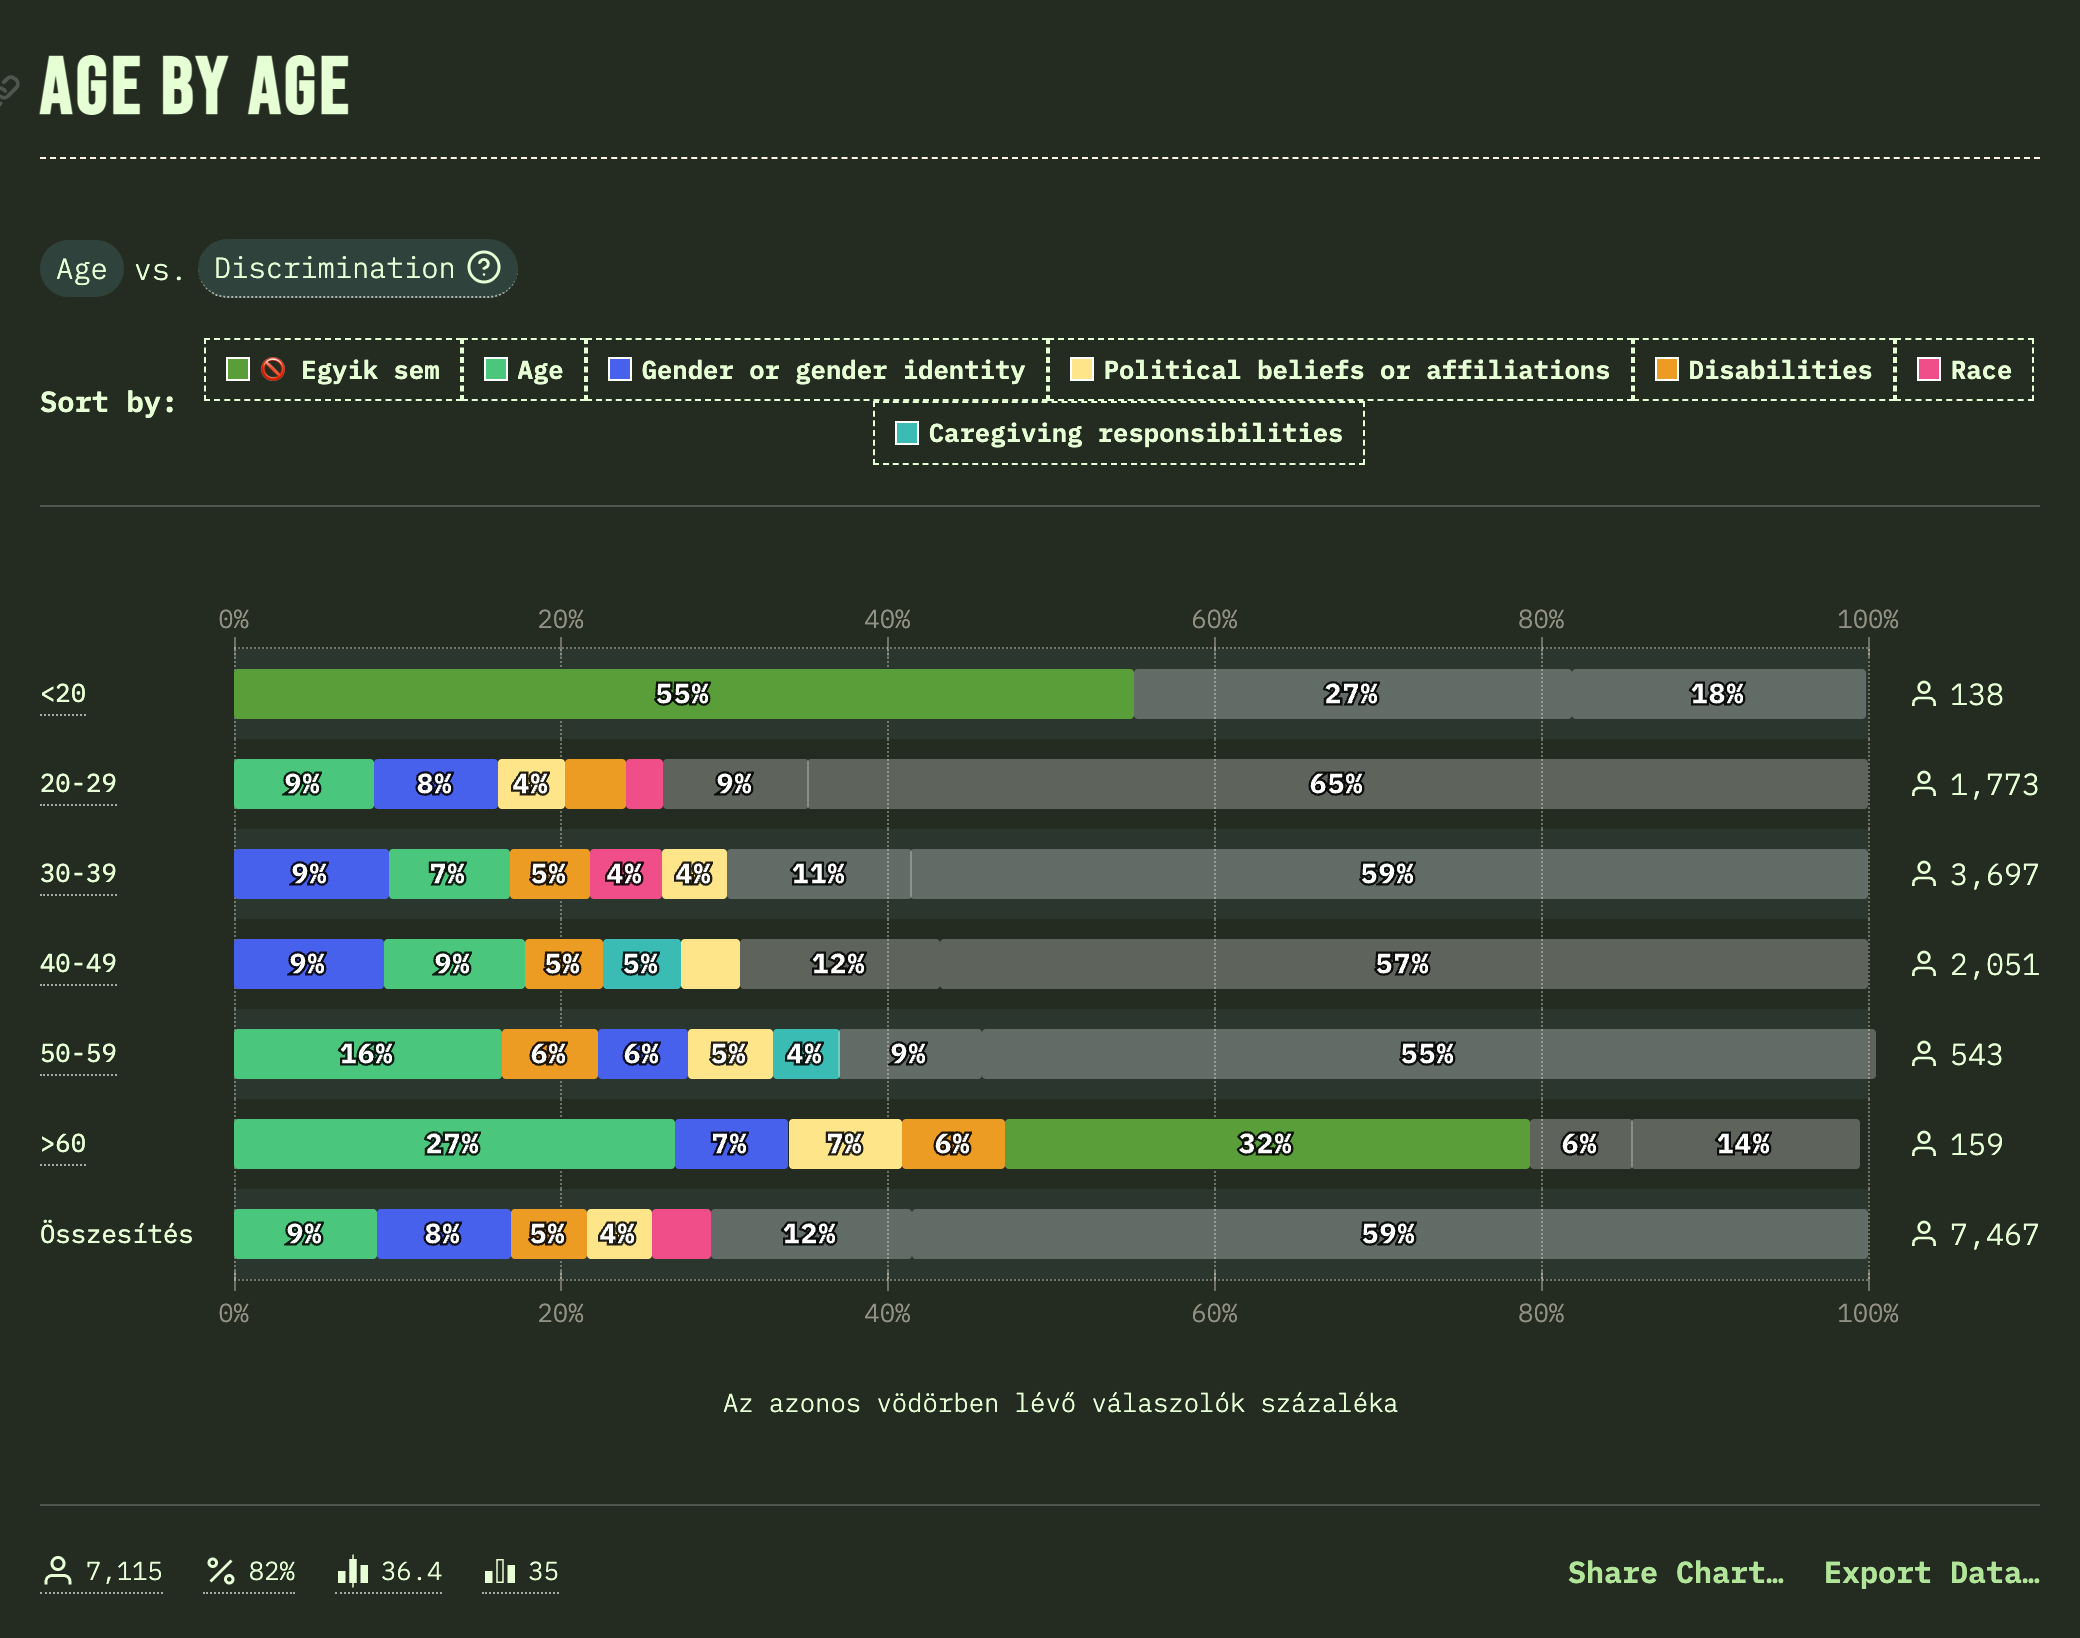 AGE BY AGE
Age vs. Discrimination ?
Sort by:
Egyik sem Age Gender or gender identity Political beliefs or affiliations Disabilities Race
Caregiving responsibilities
0% 20% 40% 60% 80% 100%
<20 55% 27% 18% 138
20-29 9% 8% 4% 9% 65% 1,773
30-39 9% 7% 5% 4% 4% 11% 59% 3,697
40-49 9% 9% 5% 5% 12% 57% 2,051
50-59 16% 6% 6% 5% 4% 9% 55% 543
>60 27% 7% 7% 6% 32% 6% 14% 159
Összesítés 9% 8% 5% 4% 12% 59% 7,467
0% 20% 40% 60% 80% 100%
Az azonos vödörben lévő válaszolók százaléka
7,115 82% 36.4 35 Share Chart… Export Data…